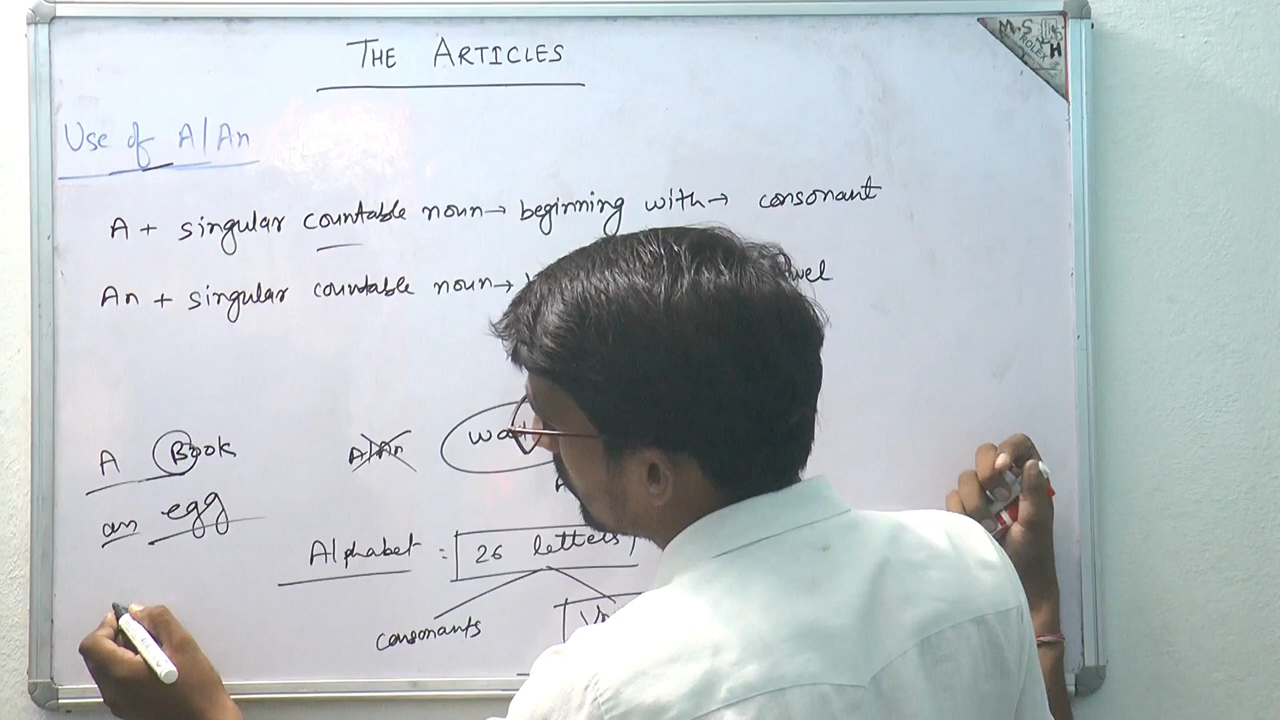 THE ARTICLES
M.S
ROLEX
Use of A/An
A + singular countable noun → beginning with → consonant
An + singular countable noun →
A Book
A/An
an egg
Alphabet = 26 letters
consonants